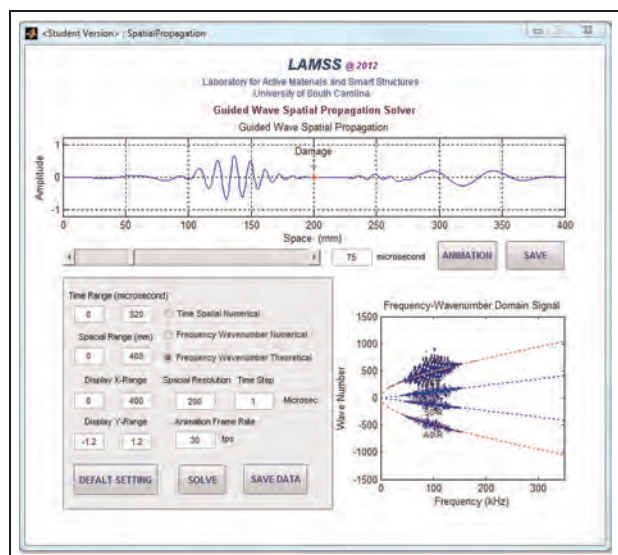 <Student Version> : SpatialPropagation
LAMSS @ 2012
Laboratory for Active Materials and Smart Structures
University of South Carolina
Guided Wave Spatial Propagation Solver
Guided Wave Spatial Propagation
Amplitude
1
0
-1
Damage
0 50 100 150 200 250 300 350 400
Space (mm)
75 microsecond
ANIMATION
SAVE
Time Range (microsecond)
0 320
Time Spatial Numerical
Frequency Wavenumber Numerical
Spacial Range (mm)
0 400
Frequency Wavenumber Theoretical
Display X-Range
Spacial Resolution
Time Step
0 400
200
1
Microsec
Display Y-Range
Animation Frame Rate
-1.2 1.2
30 fps
DEFALT SETTING
SOLVE
SAVE DATA
Frequency-Wavenumber Domain Signal
Wave Number
1500
1000
500
0
-500
-1000
-1500
0 100 200 300
Frequency (kHz)